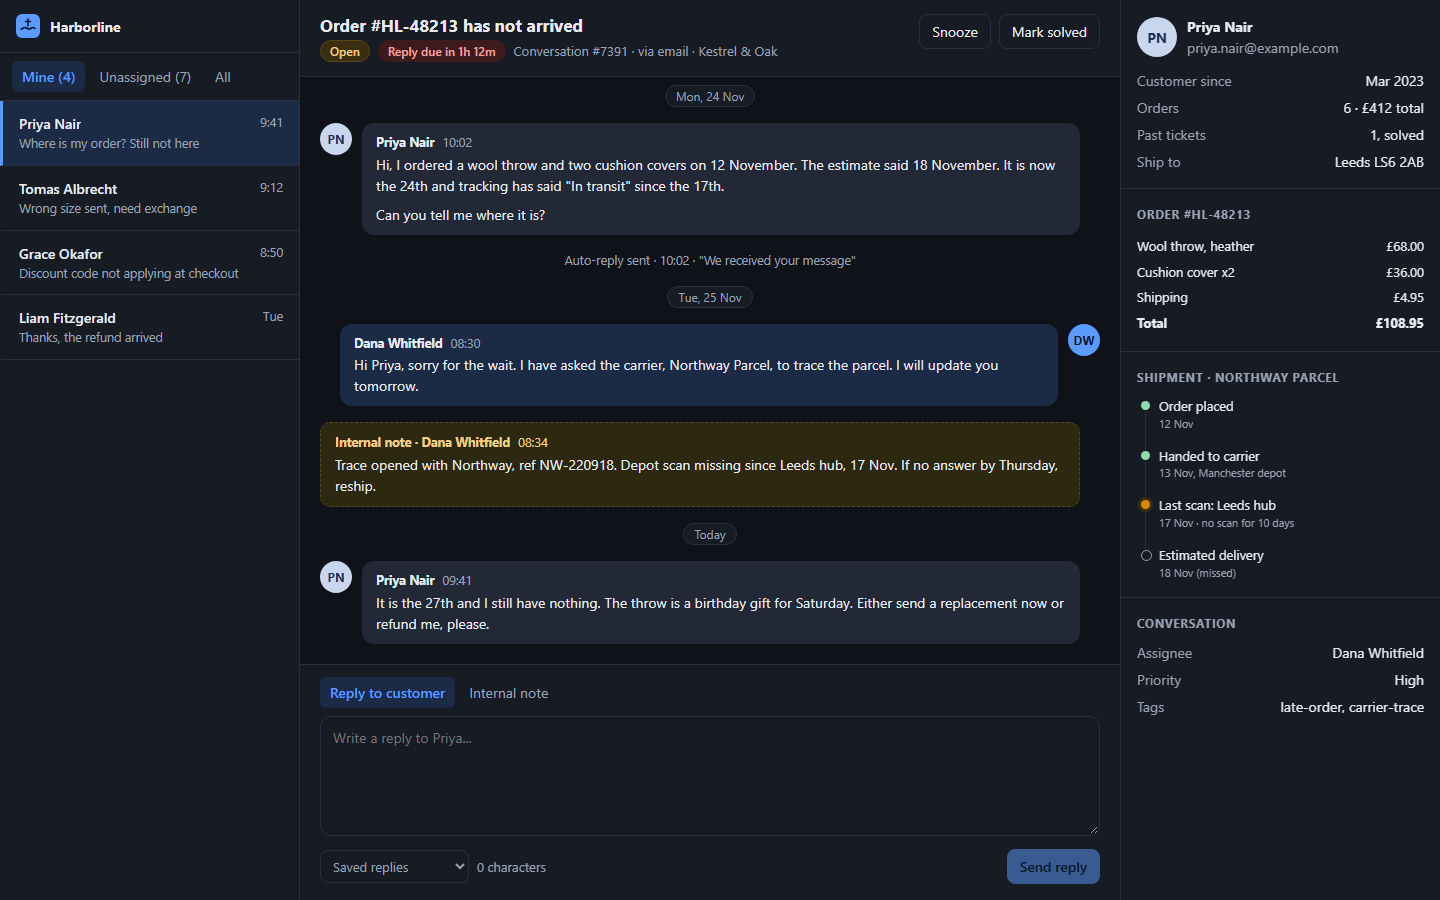 Harborline
Mine (4)
Unassigned (7)
All
Priya Nair
9:41
Where is my order? Still not here
Tomas Albrecht
9:12
Wrong size sent, need exchange
Grace Okafor
8:50
Discount code not applying at checkout
Liam Fitzgerald
Tue
Thanks, the refund arrived
Order #HL-48213 has not arrived
Open
Reply due in 1h 12m
Conversation #7391 · via email · Kestrel & Oak
Snooze
Mark solved
Mon, 24 Nov
PN
Priya Nair 10:02
Hi, I ordered a wool throw and two cushion covers on 12 November. The estimate said 18 November. It is now
the 24th and tracking has said "In transit" since the 17th.
Can you tell me where it is?
Auto-reply sent · 10:02 · "We received your message"
Tue, 25 Nov
Dana Whitfield 08:30
Hi Priya, sorry for the wait. I have asked the carrier, Northway Parcel, to trace the parcel. I will update you
tomorrow.
DW
Internal note · Dana Whitfield 08:34
Trace opened with Northway, ref NW-220918. Depot scan missing since Leeds hub, 17 Nov. If no answer by Thursday,
reship.
Today
PN
Priya Nair 09:41
It is the 27th and I still have nothing. The throw is a birthday gift for Saturday. Either send a replacement now or
refund me, please.
Reply to customer
Internal note
Write a reply to Priya...
Saved replies
0 characters
Send reply
PN
Priya Nair
priya.nair@example.com
Customer since Mar 2023
Orders 6 · £412 total
Past tickets 1, solved
Ship to Leeds LS6 2AB
ORDER #HL-48213
Wool throw, heather £68.00
Cushion cover x2 £36.00
Shipping £4.95
Total £108.95
SHIPMENT · NORTHWAY PARCEL
Order placed
12 Nov
Handed to carrier
13 Nov, Manchester depot
Last scan: Leeds hub
17 Nov · no scan for 10 days
Estimated delivery
18 Nov (missed)
CONVERSATION
Assignee Dana Whitfield
Priority High
Tags late-order, carrier-trace